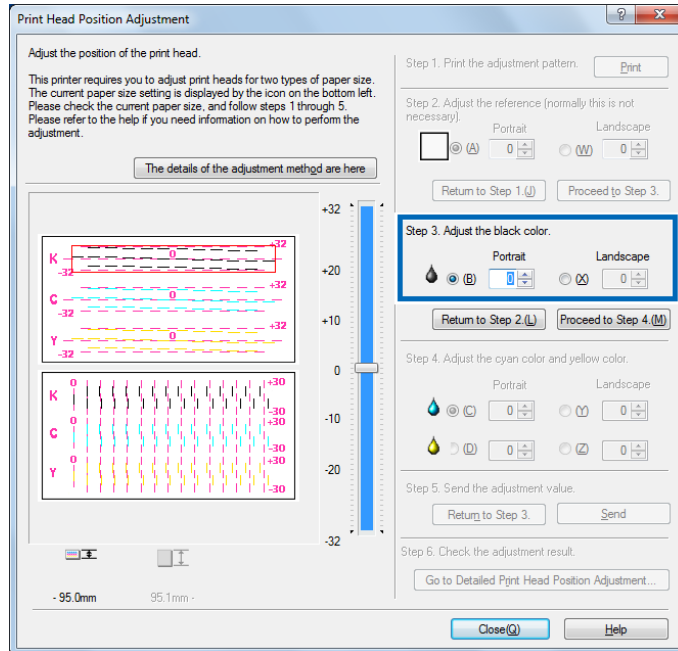 Print Head Position Adjustment
Adjust the position of the print head.
This printer requires you to adjust print heads for two types of paper size.
The current paper size setting is displayed by the icon on the bottom left.
Please check the current paper size, and follow steps 1 through 5.
Please refer to the help if you need information on how to perform the
adjustment.
The details of the adjustment method are here
+32
+20
+10
0
-10
-20
-32
K
0
+32
-32
C
0
+32
-32
Y
0
+32
-32
K
0
+30
-30
C
0
+30
-30
Y
0
+30
-30
- 95.0mm
95.1mm -
Step 1. Print the adjustment pattern.
Print
Step 2. Adjust the reference (normally this is not
necessary).
Portrait
Landscape
(A)
0
(W)
0
Return to Step 1.(J)
Proceed to Step 3.
Step 3. Adjust the black color.
Portrait
Landscape
(B)
0
(X)
0
Return to Step 2.(L)
Proceed to Step 4.(M)
Step 4. Adjust the cyan color and yellow color.
Portrait
Landscape
(C)
0
(Y)
0
(D)
0
(Z)
0
Step 5. Send the adjustment value.
Return to Step 3.
Send
Step 6. Check the adjustment result.
Go to Detailed Print Head Position Adjustment...
Close(Q)
Help